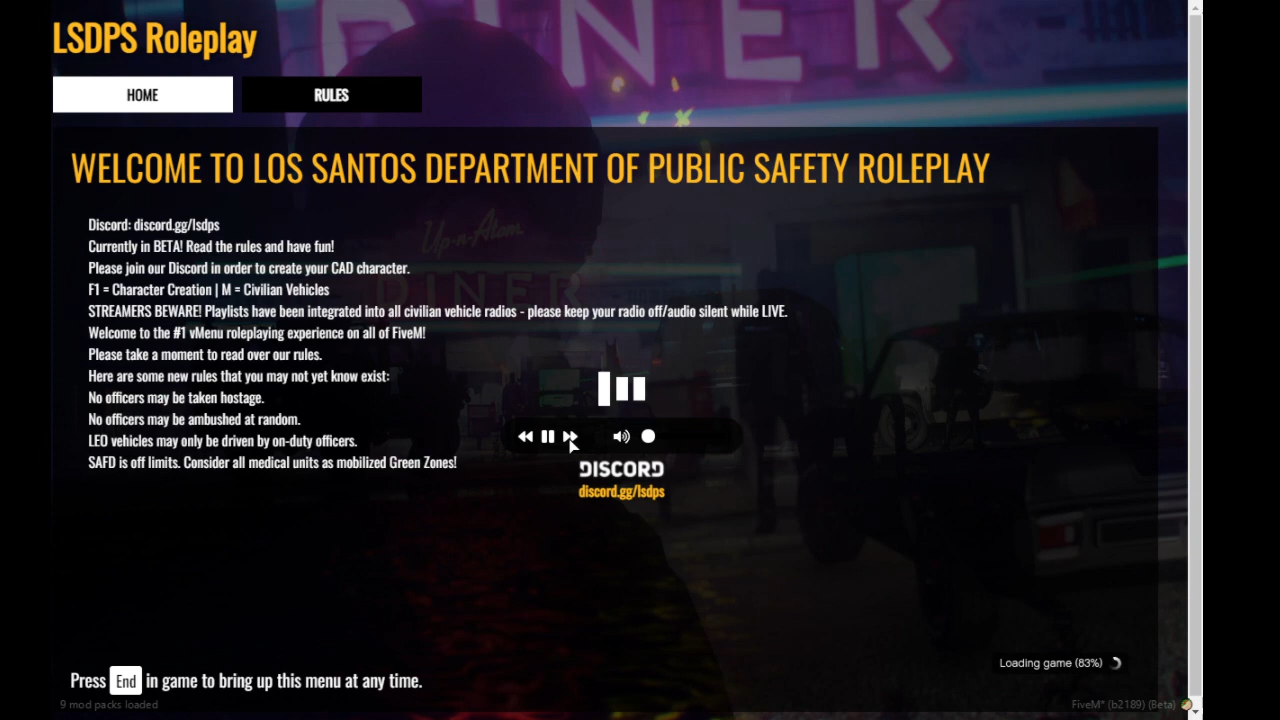 DINER
LSDPS Roleplay
HOME
RULES
WELCOME TO LOS SANTOS DEPARTMENT OF PUBLIC SAFETY ROLEPLAY
Discord: discord.gg/lsdps
Currently in BETA! Read the rules and have fun!
Please join our Discord in order to create your CAD character.
F1 = Character Creation | M = Civilian Vehicles
STREAMERS BEWARE! Playlists have been integrated into all civilian vehicle radios - please keep your radio off/audio silent while LIVE.
Welcome to the #1 vMenu roleplaying experience on all of FiveM!
Please take a moment to read over our rules.
Here are some new rules that you may not yet know exist:
No officers may be taken hostage.
No officers may be ambushed at random.
LEO vehicles may only be driven by on-duty officers.
SAFD is off limits. Consider all medical units as mobilized Green Zones!
Up-n-Atom
DINER
DISCORD
discord.gg/lsdps
Loading game (83%)
Press End in game to bring up this menu at any time.
9 mod packs loaded
FiveM* (b2189) (Beta)